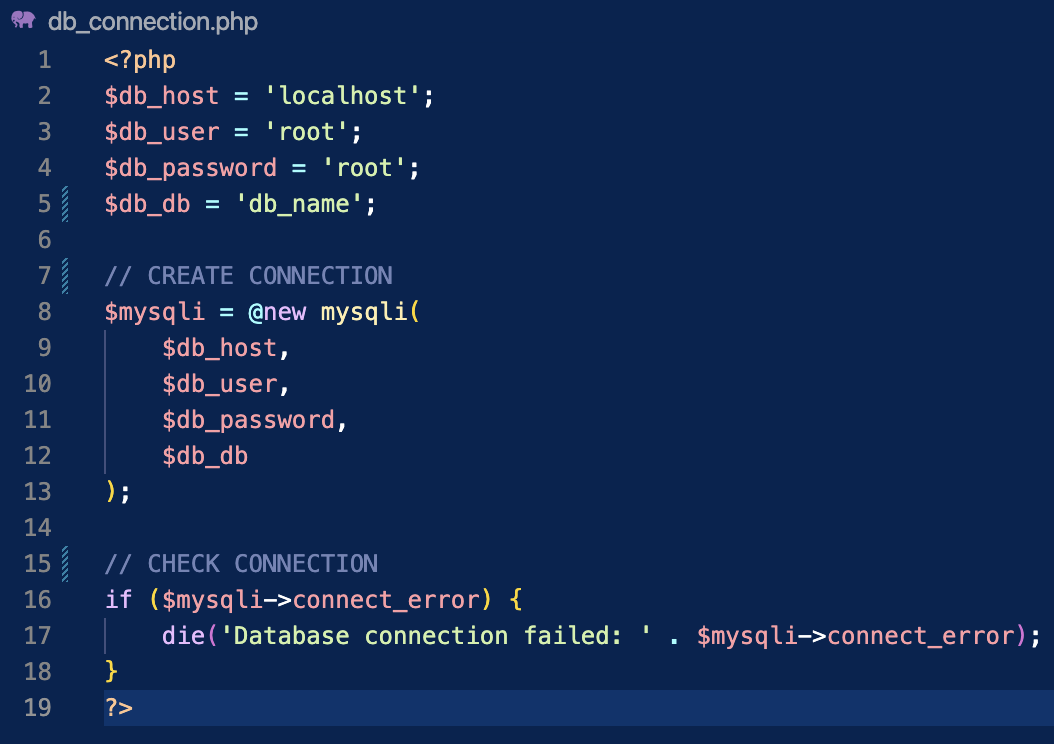 db_connection.php
1 <?php
2 $db_host = 'localhost';
3 $db_user = 'root';
4 $db_password = 'root';
5 $db_db = 'db_name';
6
7 // CREATE CONNECTION
8 $mysqli = @new mysqli(
9     $db_host,
10     $db_user,
11     $db_password,
12     $db_db
13 );
14
15 // CHECK CONNECTION
16 if ($mysqli->connect_error) {
17     die('Database connection failed: ' . $mysqli->connect_error);
18 }
19 ?>